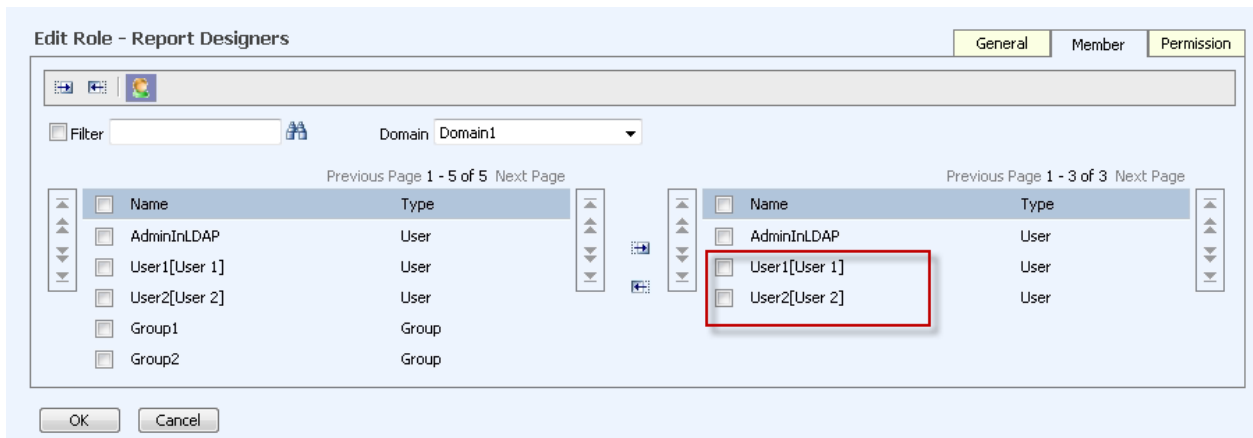 Edit Role - Report Designers
General Member Permission
Filter Domain Domain1
Previous Page 1 - 5 of 5 Next Page Previous Page 1 - 3 of 3 Next Page
Name Type Name Type
AdminInLDAP User AdminInLDAP User
User1[User 1] User User1[User 1] User
User2[User 2] User User2[User 2] User
Group1 Group
Group2 Group
OK Cancel